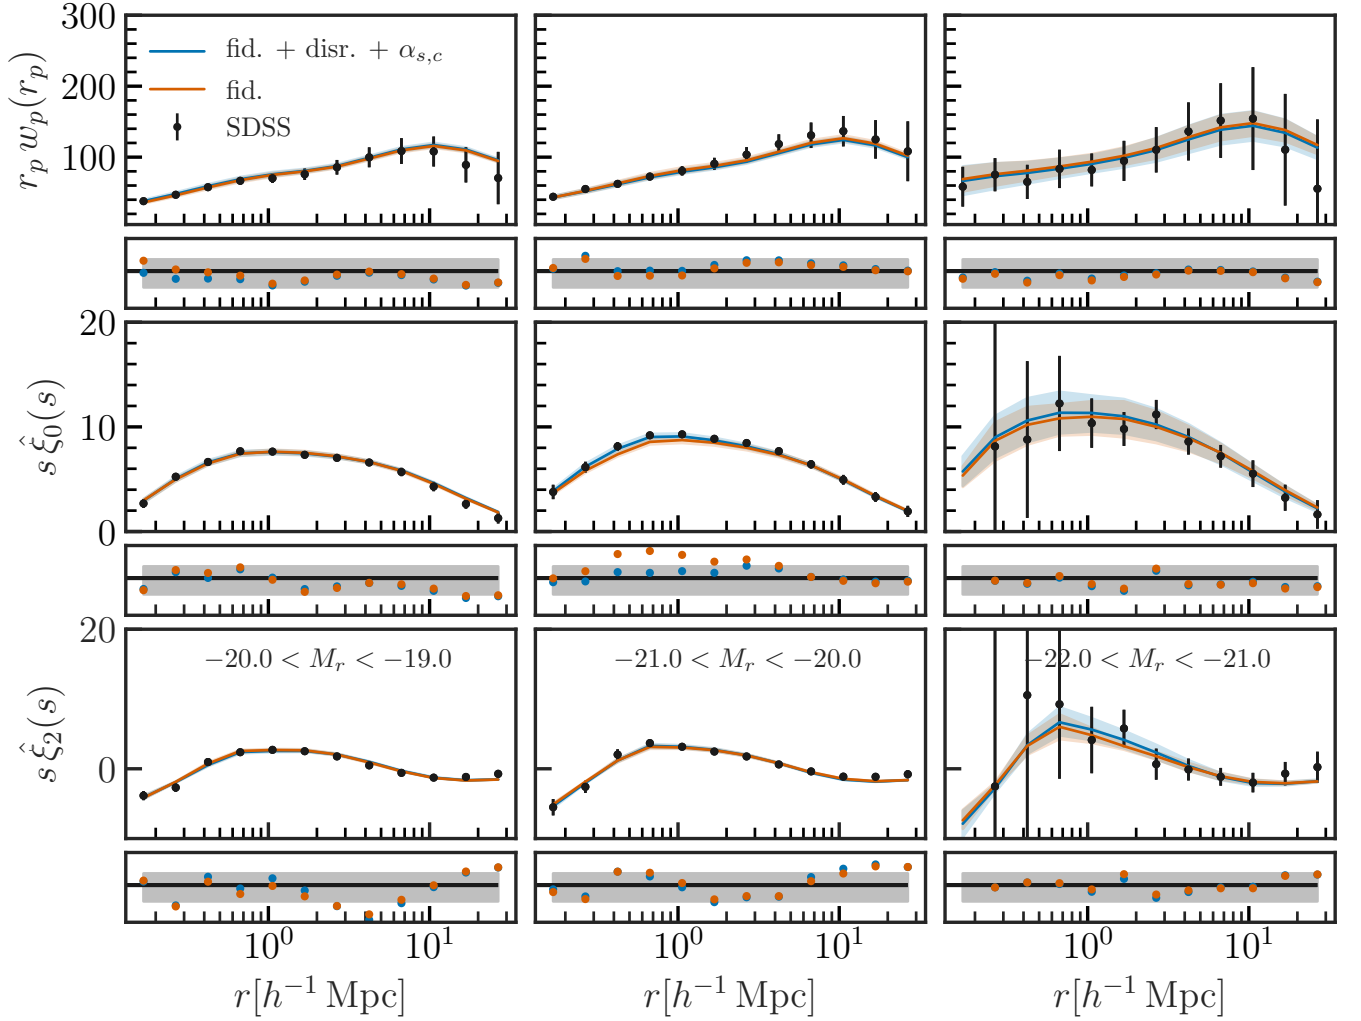 300
200
100
r_p w_p(r_p)
fid. + disr. + α_{s,c}
fid.
SDSS
20
10
0
s ξ̂_0(s)
20
0
s ξ̂_2(s)
−20.0 < M_r < −19.0
−21.0 < M_r < −20.0
−22.0 < M_r < −21.0
10^0 10^1 10^0 10^1 10^0 10^1
r[h^{−1} Mpc] r[h^{−1} Mpc] r[h^{−1} Mpc]